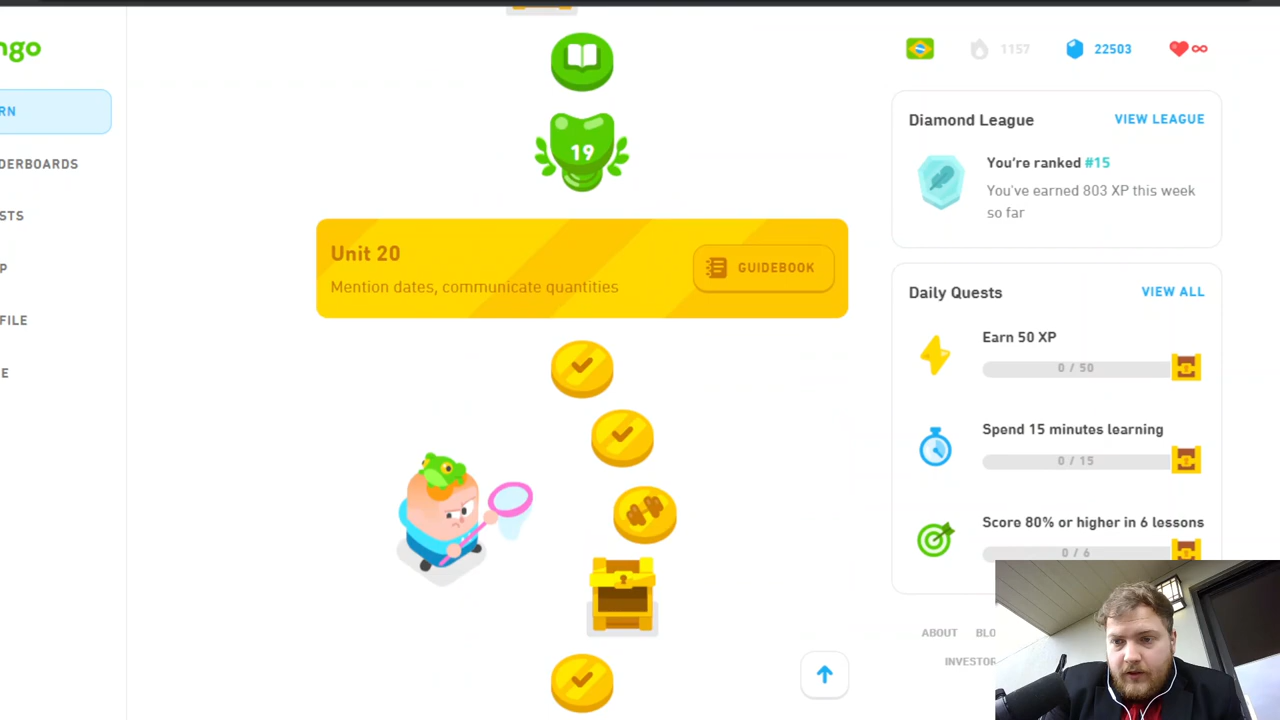 ngo
RN
DERBOARDS
STS
P
FILE
E
19
Unit 20
Mention dates, communicate quantities
GUIDEBOOK
1157
22503
∞
Diamond League
VIEW LEAGUE
You're ranked #15
You've earned 803 XP this week
so far
Daily Quests
VIEW ALL
Earn 50 XP
0 / 50
Spend 15 minutes learning
0 / 15
Score 80% or higher in 6 lessons
0 / 6
ABOUT BLO
INVESTOR